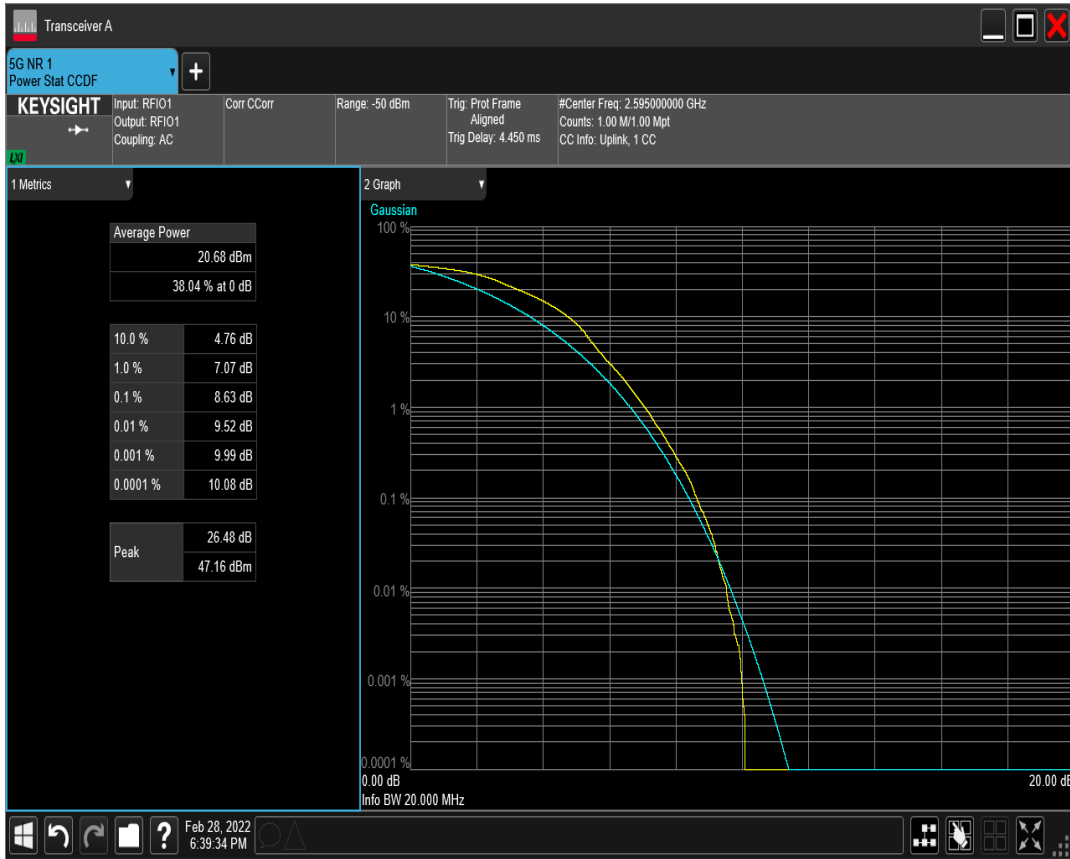 Transceiver A
5G NR 1
Power Stat CCDF
+
KEYSIGHT
LXI
Input: RFIO1
Output: RFIO1
Coupling: AC
Corr CCorr
Range: -50 dBm
Trig: Prot Frame
Aligned
Trig Delay: 4.450 ms
#Center Freq: 2.595000000 GHz
Counts: 1.00 M/1.00 Mpt
CC Info: Uplink, 1 CC
1 Metrics
Average Power
20.68 dBm
38.04 % at 0 dB
10.0 % 4.76 dB
1.0 % 7.07 dB
0.1 % 8.63 dB
0.01 % 9.52 dB
0.001 % 9.99 dB
0.0001 % 10.08 dB
Peak
26.48 dB
47.16 dBm
2 Graph
Gaussian
100 %
10 %
1 %
0.1 %
0.01 %
0.001 %
0.0001 %
0.00 dB 20.00 dB
Info BW 20.000 MHz
?
Feb 28, 2022
6:39:34 PM